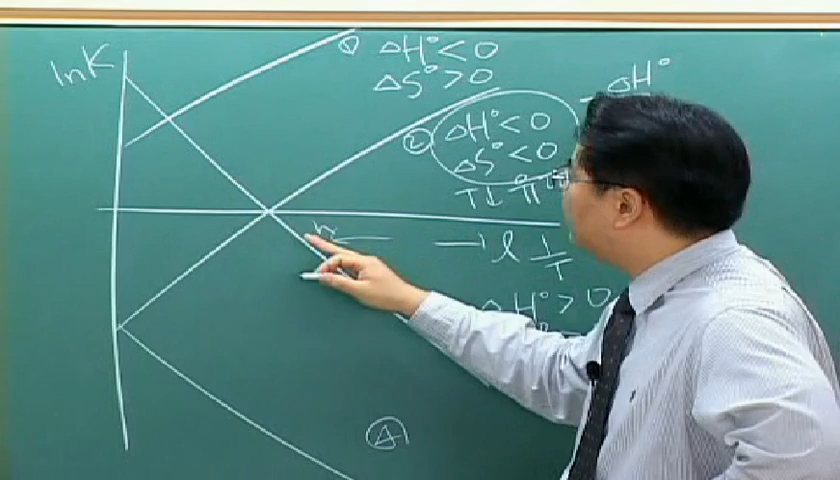 lnK
① ΔH° < 0
ΔS° > 0
② ΔH° < 0
ΔS° < 0
T↓
ΔH°
h
l
1/T
ΔH° > 0
④